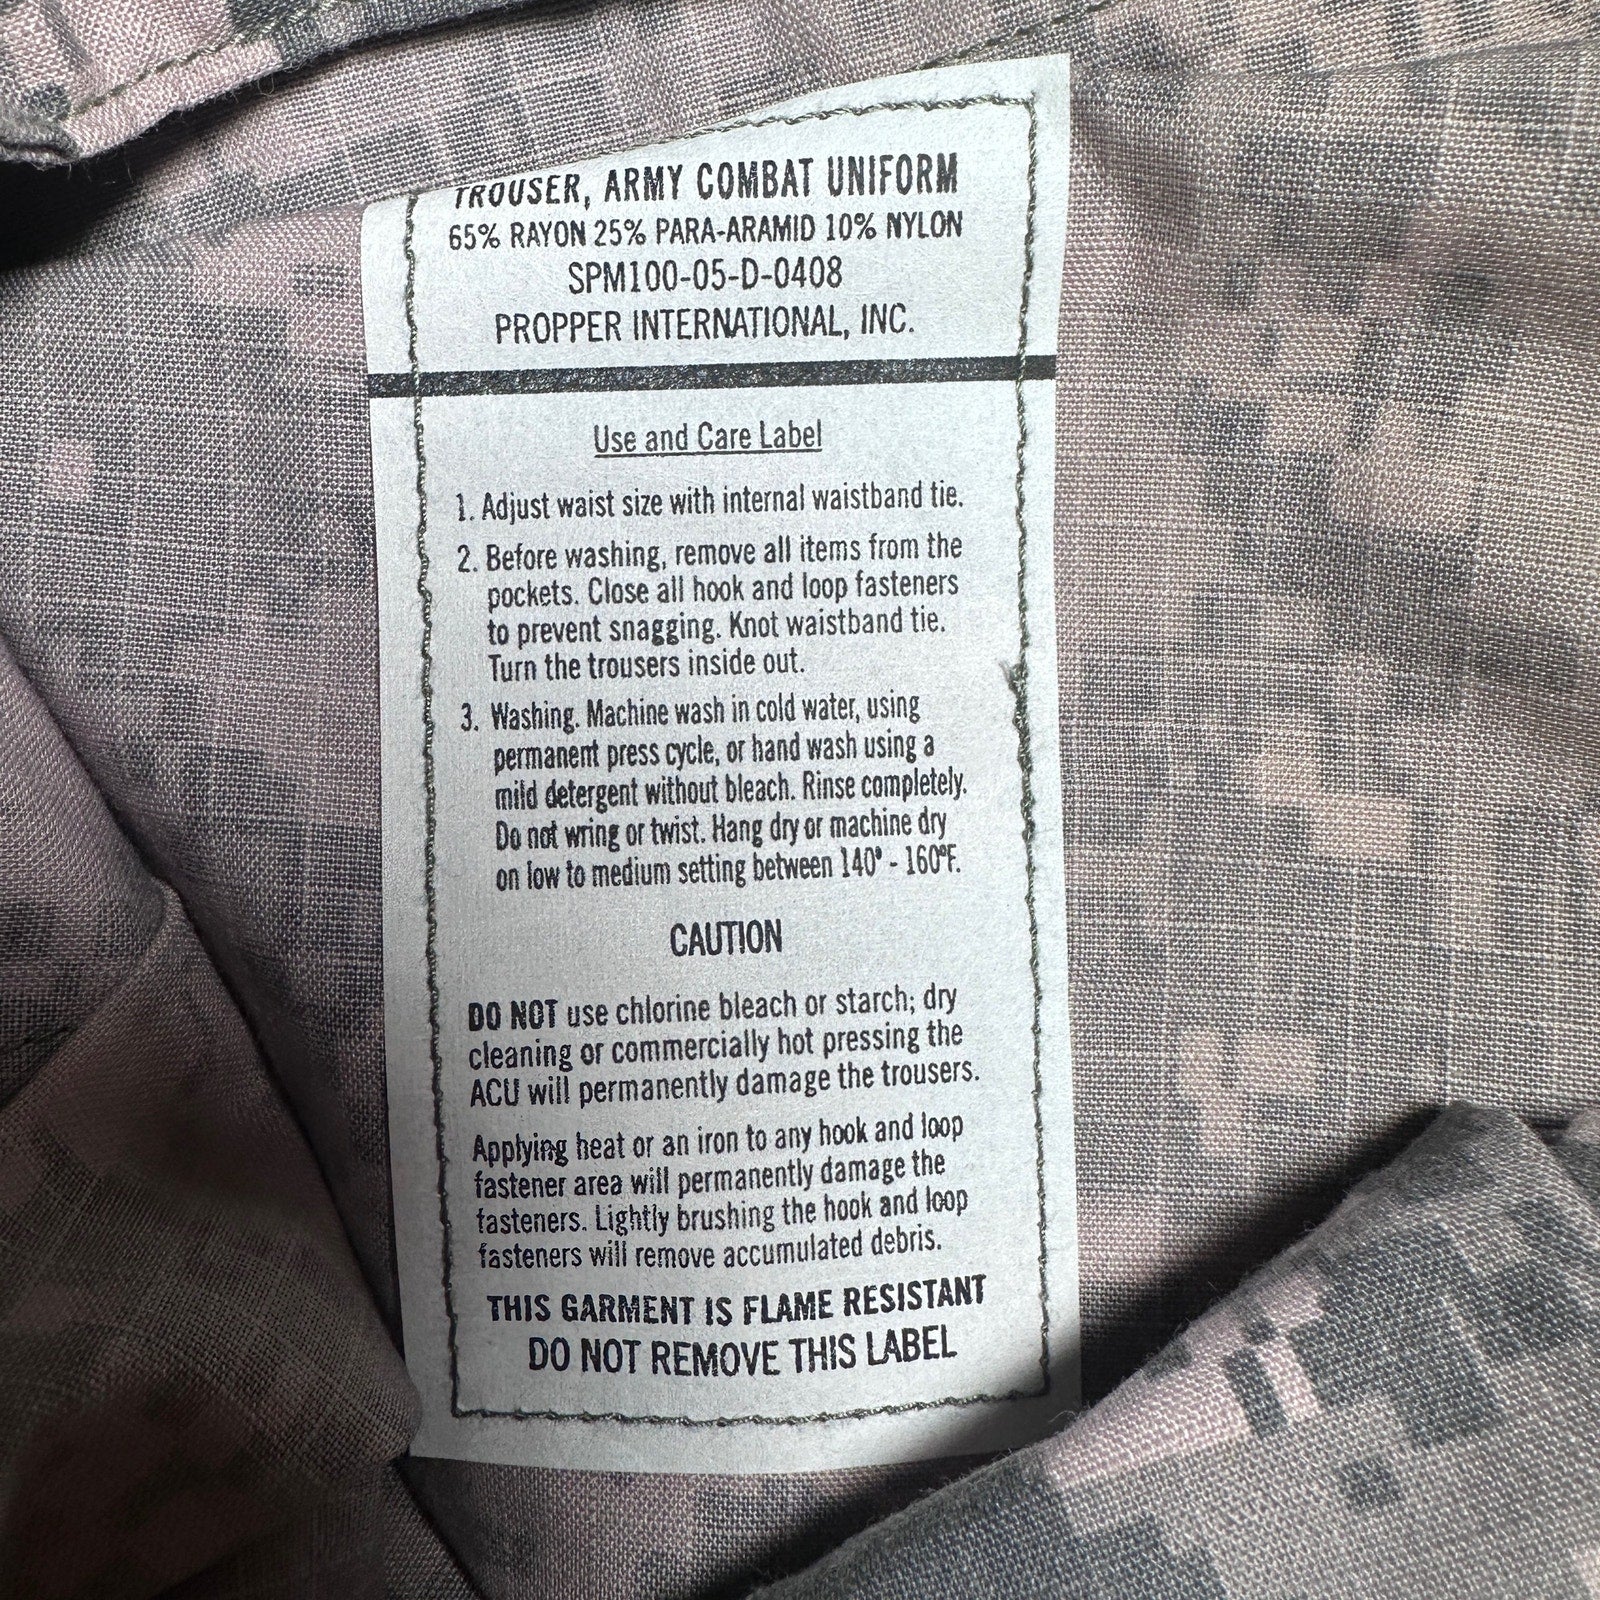 TROUSER, ARMY COMBAT UNIFORM
65% RAYON 25% PARA-ARAMID 10% NYLON
SPM100-05-D-0408
PROPPER INTERNATIONAL, INC.
Use and Care Label
1. Adjust waist size with internal waistband tie.
2. Before washing, remove all items from the
pockets. Close all hook and loop fasteners
to prevent snagging. Knot waistband tie.
Turn the trousers inside out.
3. Washing. Machine wash in cold water, using
permanent press cycle, or hand wash using a
mild detergent without bleach. Rinse completely.
Do not wring or twist. Hang dry or machine dry
on low to medium setting between 140° - 160°F.
CAUTION
DO NOT use chlorine bleach or starch; dry
cleaning or commercially hot pressing the
ACU will permanently damage the trousers.
Applying heat or an iron to any hook and loop
fastener area will permanently damage the
fasteners. Lightly brushing the hook and loop
fasteners will remove accumulated debris.
THIS GARMENT IS FLAME RESISTANT
DO NOT REMOVE THIS LABEL